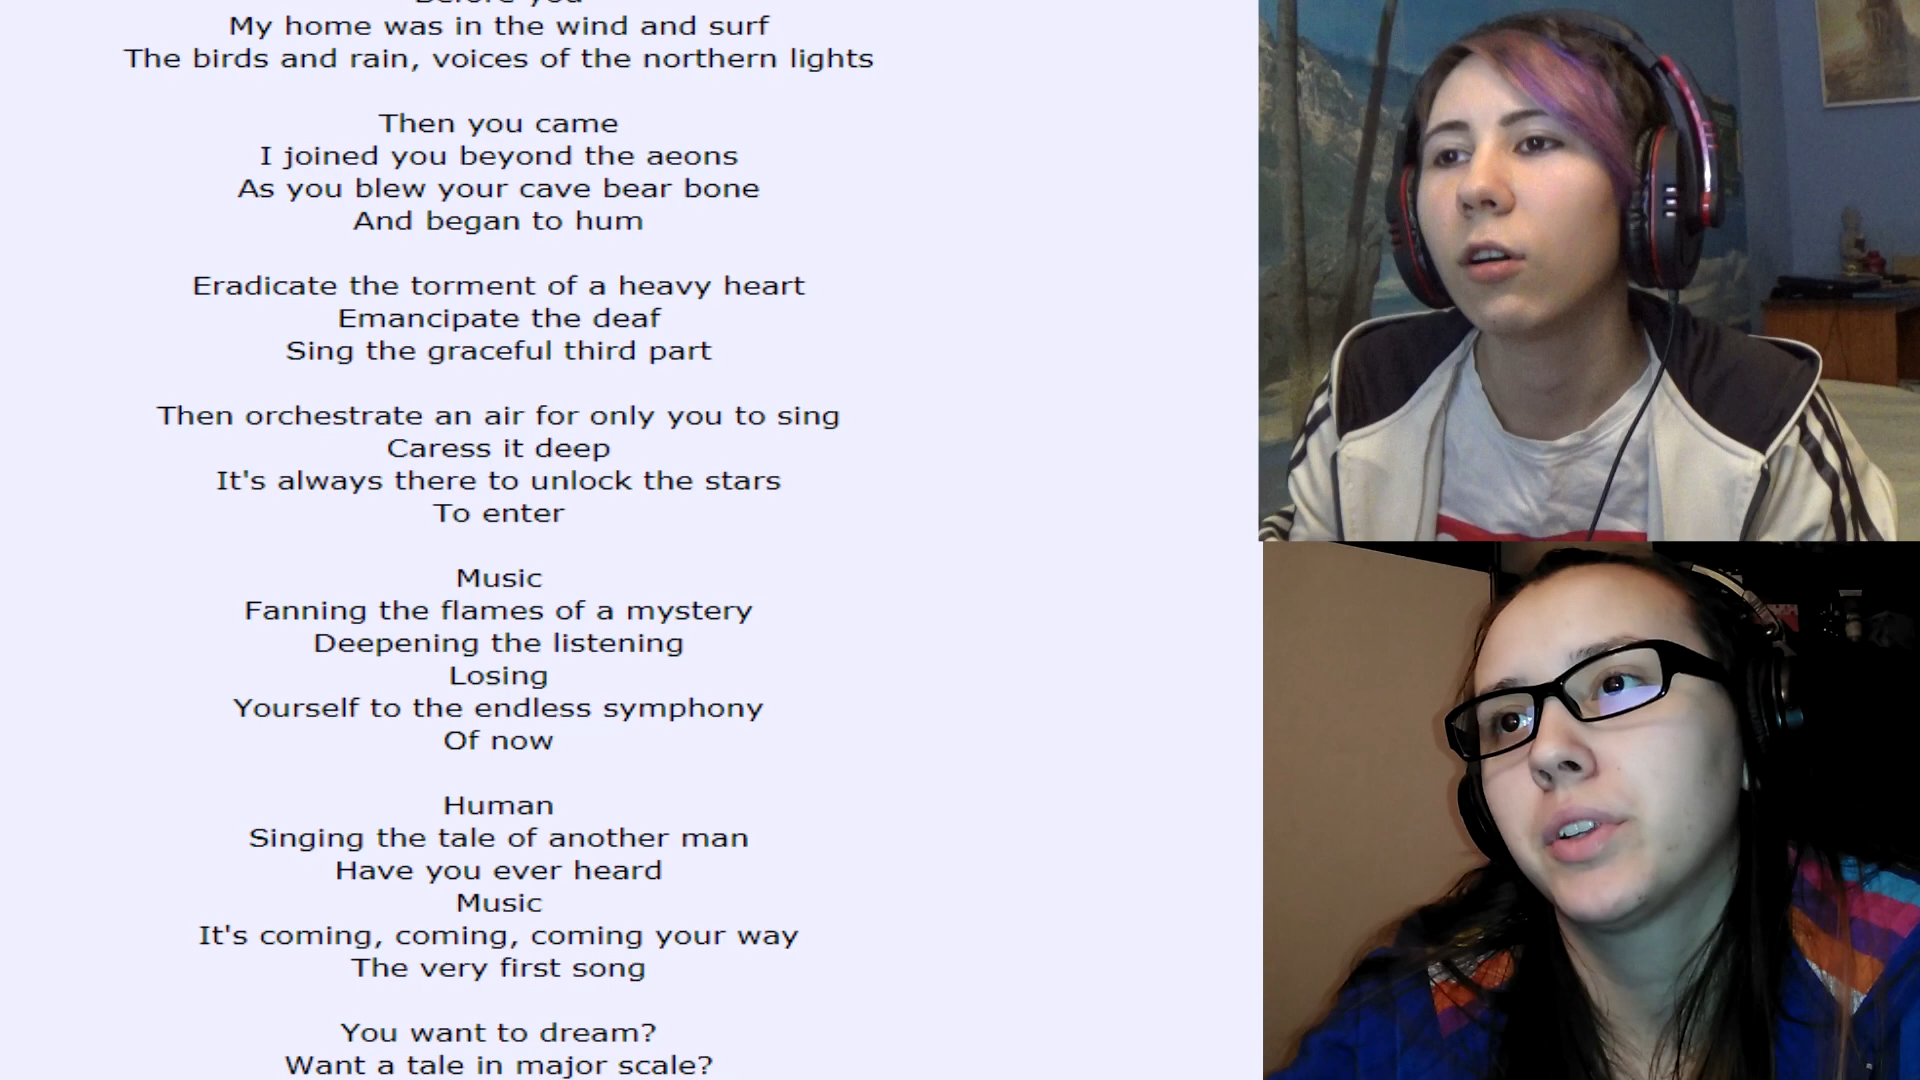 Before you
My home was in the wind and surf
The birds and rain, voices of the northern lights
Then you came
I joined you beyond the aeons
As you blew your cave bear bone
And began to hum
Eradicate the torment of a heavy heart
Emancipate the deaf
Sing the graceful third part
Then orchestrate an air for only you to sing
Caress it deep
It's always there to unlock the stars
To enter
Music
Fanning the flames of a mystery
Deepening the listening
Losing
Yourself to the endless symphony
Of now
Human
Singing the tale of another man
Have you ever heard
Music
It's coming, coming, coming your way
The very first song
You want to dream?
Want a tale in major scale?